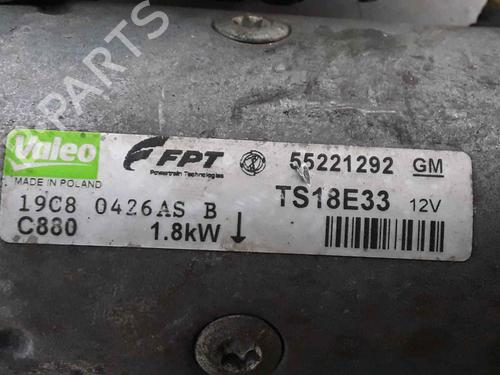 Valeo
MADE IN POLAND
FPT
Powertrain Technologies
55221292 GM
19C8 0426AS B
TS18E33 12V
C880 1.8kW ↓
B-PARTS